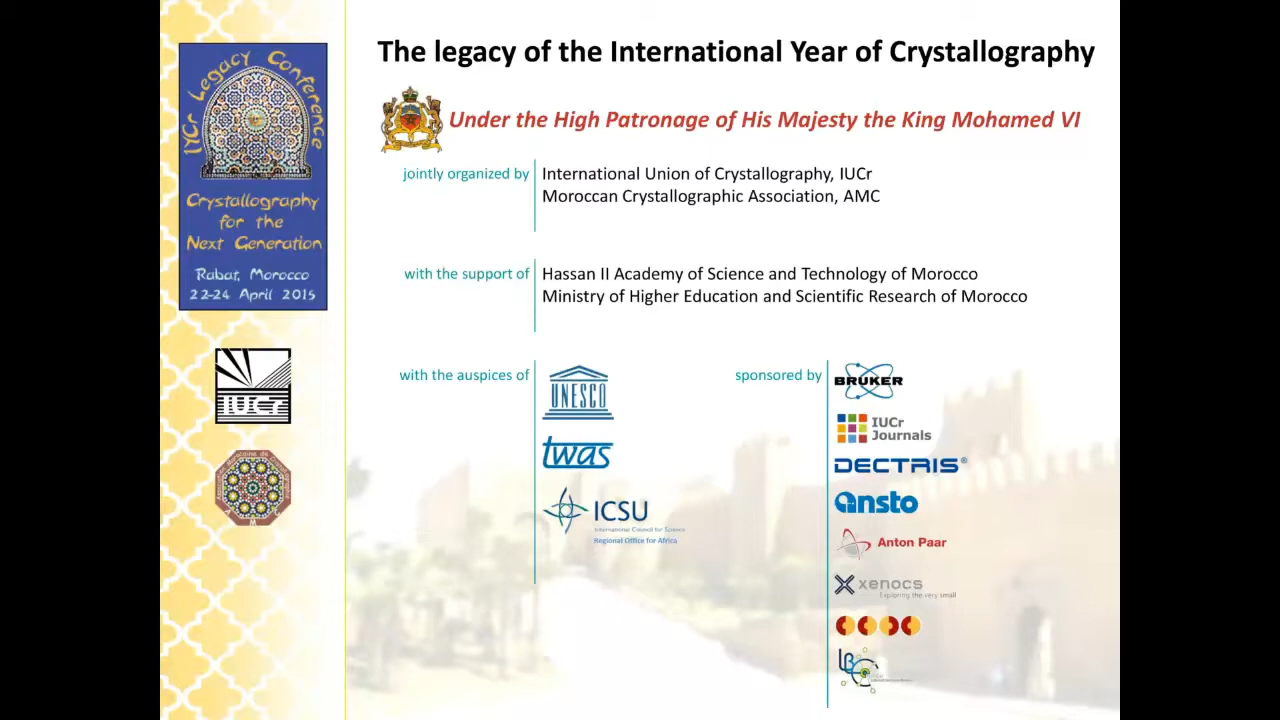 The legacy of the International Year of Crystallography
Under the High Patronage of His Majesty the King Mohamed VI
IUCr Legacy Conference
Crystallography
for the
Next Generation
Rabat, Morocco
22-24 April 2015
IUCr
jointly organized by
International Union of Crystallography, IUCr
Moroccan Crystallographic Association, AMC
with the support of
Hassan II Academy of Science and Technology of Morocco
Ministry of Higher Education and Scientific Research of Morocco
with the auspices of
UNESCO
twas
ICSU
International Council for Science
Regional Office for Africa
sponsored by
BRUKER
IUCr
Journals
DECTRIS®
ansto
Anton Paar
xenocs
Exploring the very small
CCDC